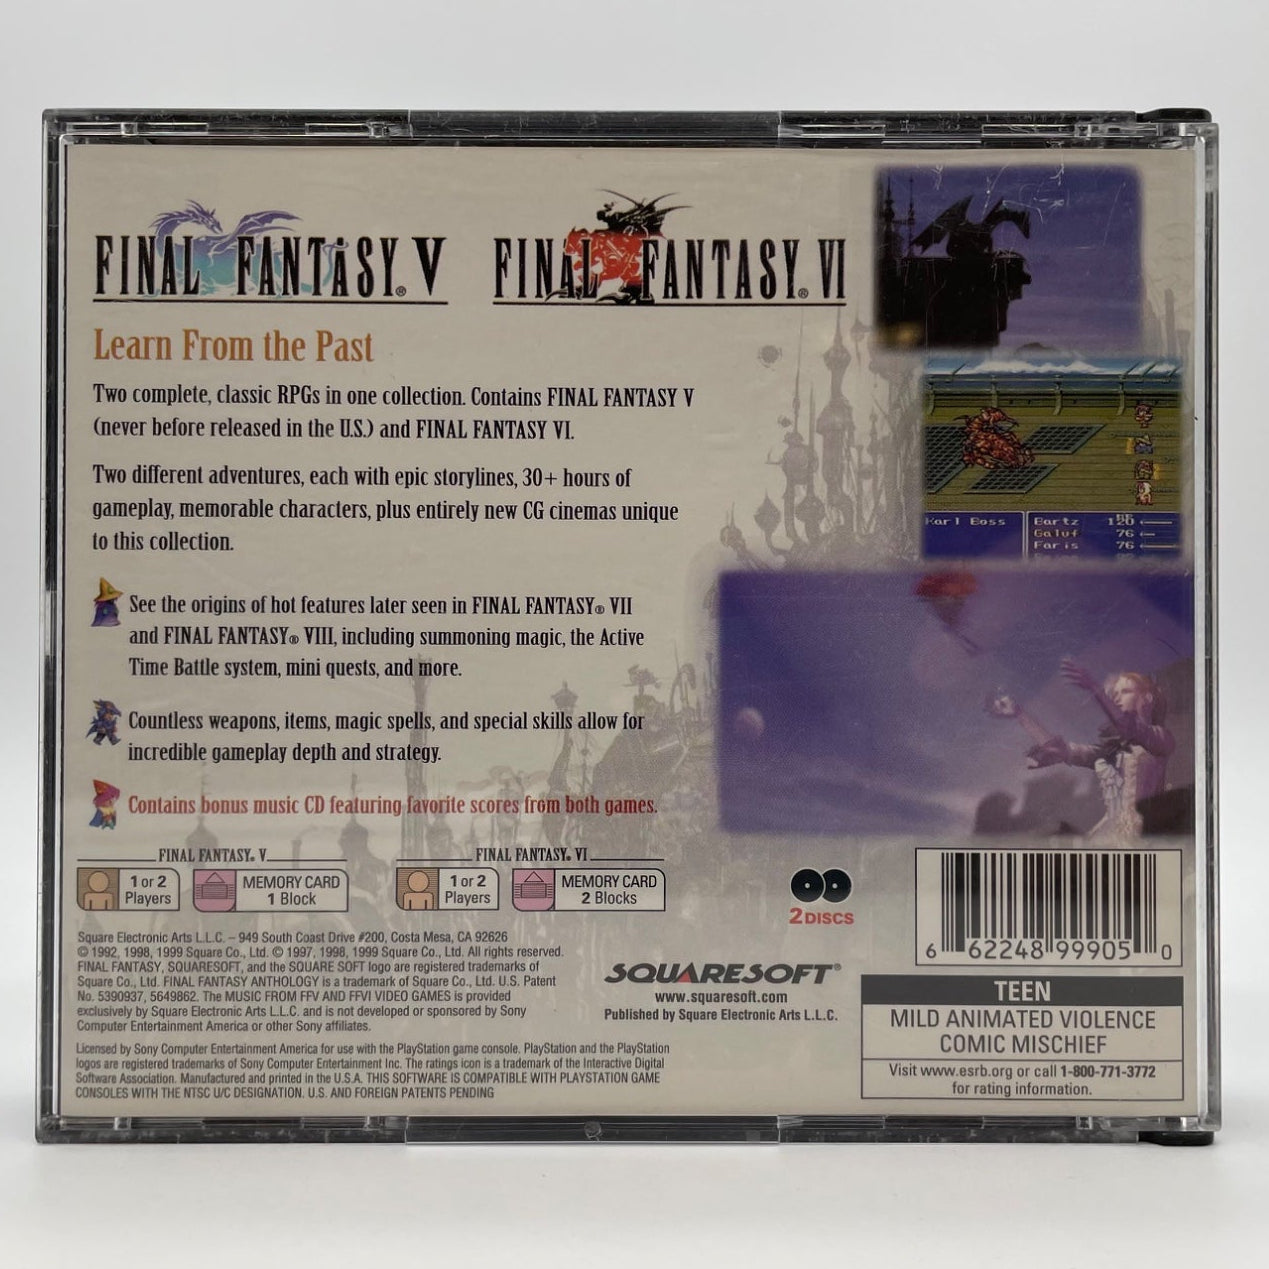 FINAL FANTASY® V
FINAL FANTASY® VI
Learn From the Past
Two complete, classic RPGs in one collection. Contains FINAL FANTASY V
(never before released in the U.S.) and FINAL FANTASY VI.
Two different adventures, each with epic storylines, 30+ hours of
gameplay, memorable characters, plus entirely new CG cinemas unique
to this collection.
See the origins of hot features later seen in FINAL FANTASY® VII
and FINAL FANTASY® VIII, including summoning magic, the Active
Time Battle system, mini quests, and more.
Countless weapons, items, magic spells, and special skills allow for
incredible gameplay depth and strategy.
Contains bonus music CD featuring favorite scores from both games.
Karl Boss
Bartz 120
Galuf 76
Faris 76
FINAL FANTASY® V
1 or 2
Players
MEMORY CARD
1 Block
FINAL FANTASY® VI
1 or 2
Players
MEMORY CARD
2 Blocks
2 DISCS
6 62248 99905 0
Square Electronic Arts L.L.C. – 949 South Coast Drive #200, Costa Mesa, CA 92626
© 1992, 1998, 1999 Square Co., Ltd. © 1997, 1998, 1999 Square Co., Ltd. All rights reserved.
FINAL FANTASY, SQUARESOFT, and the SQUARE SOFT logo are registered trademarks of
Square Co., Ltd. FINAL FANTASY ANTHOLOGY is a trademark of Square Co., Ltd. U.S. Patent
No. 5390937, 5649862. The MUSIC FROM FFV AND FFVI VIDEO GAMES is provided
exclusively by Square Electronic Arts L.L.C. and is not developed or sponsored by Sony
Computer Entertainment America or other Sony affiliates.
Licensed by Sony Computer Entertainment America for use with the PlayStation game console. PlayStation and the PlayStation
logos are registered trademarks of Sony Computer Entertainment Inc. The ratings icon is a trademark of the Interactive Digital
Software Association. Manufactured and printed in the U.S.A. THIS SOFTWARE IS COMPATIBLE WITH PLAYSTATION GAME
CONSOLES WITH THE NTSC U/C DESIGNATION. U.S. AND FOREIGN PATENTS PENDING
SQUARESOFT®
www.squaresoft.com
Published by Square Electronic Arts L.L.C.
TEEN
MILD ANIMATED VIOLENCE
COMIC MISCHIEF
Visit www.esrb.org or call 1-800-771-3772
for rating information.